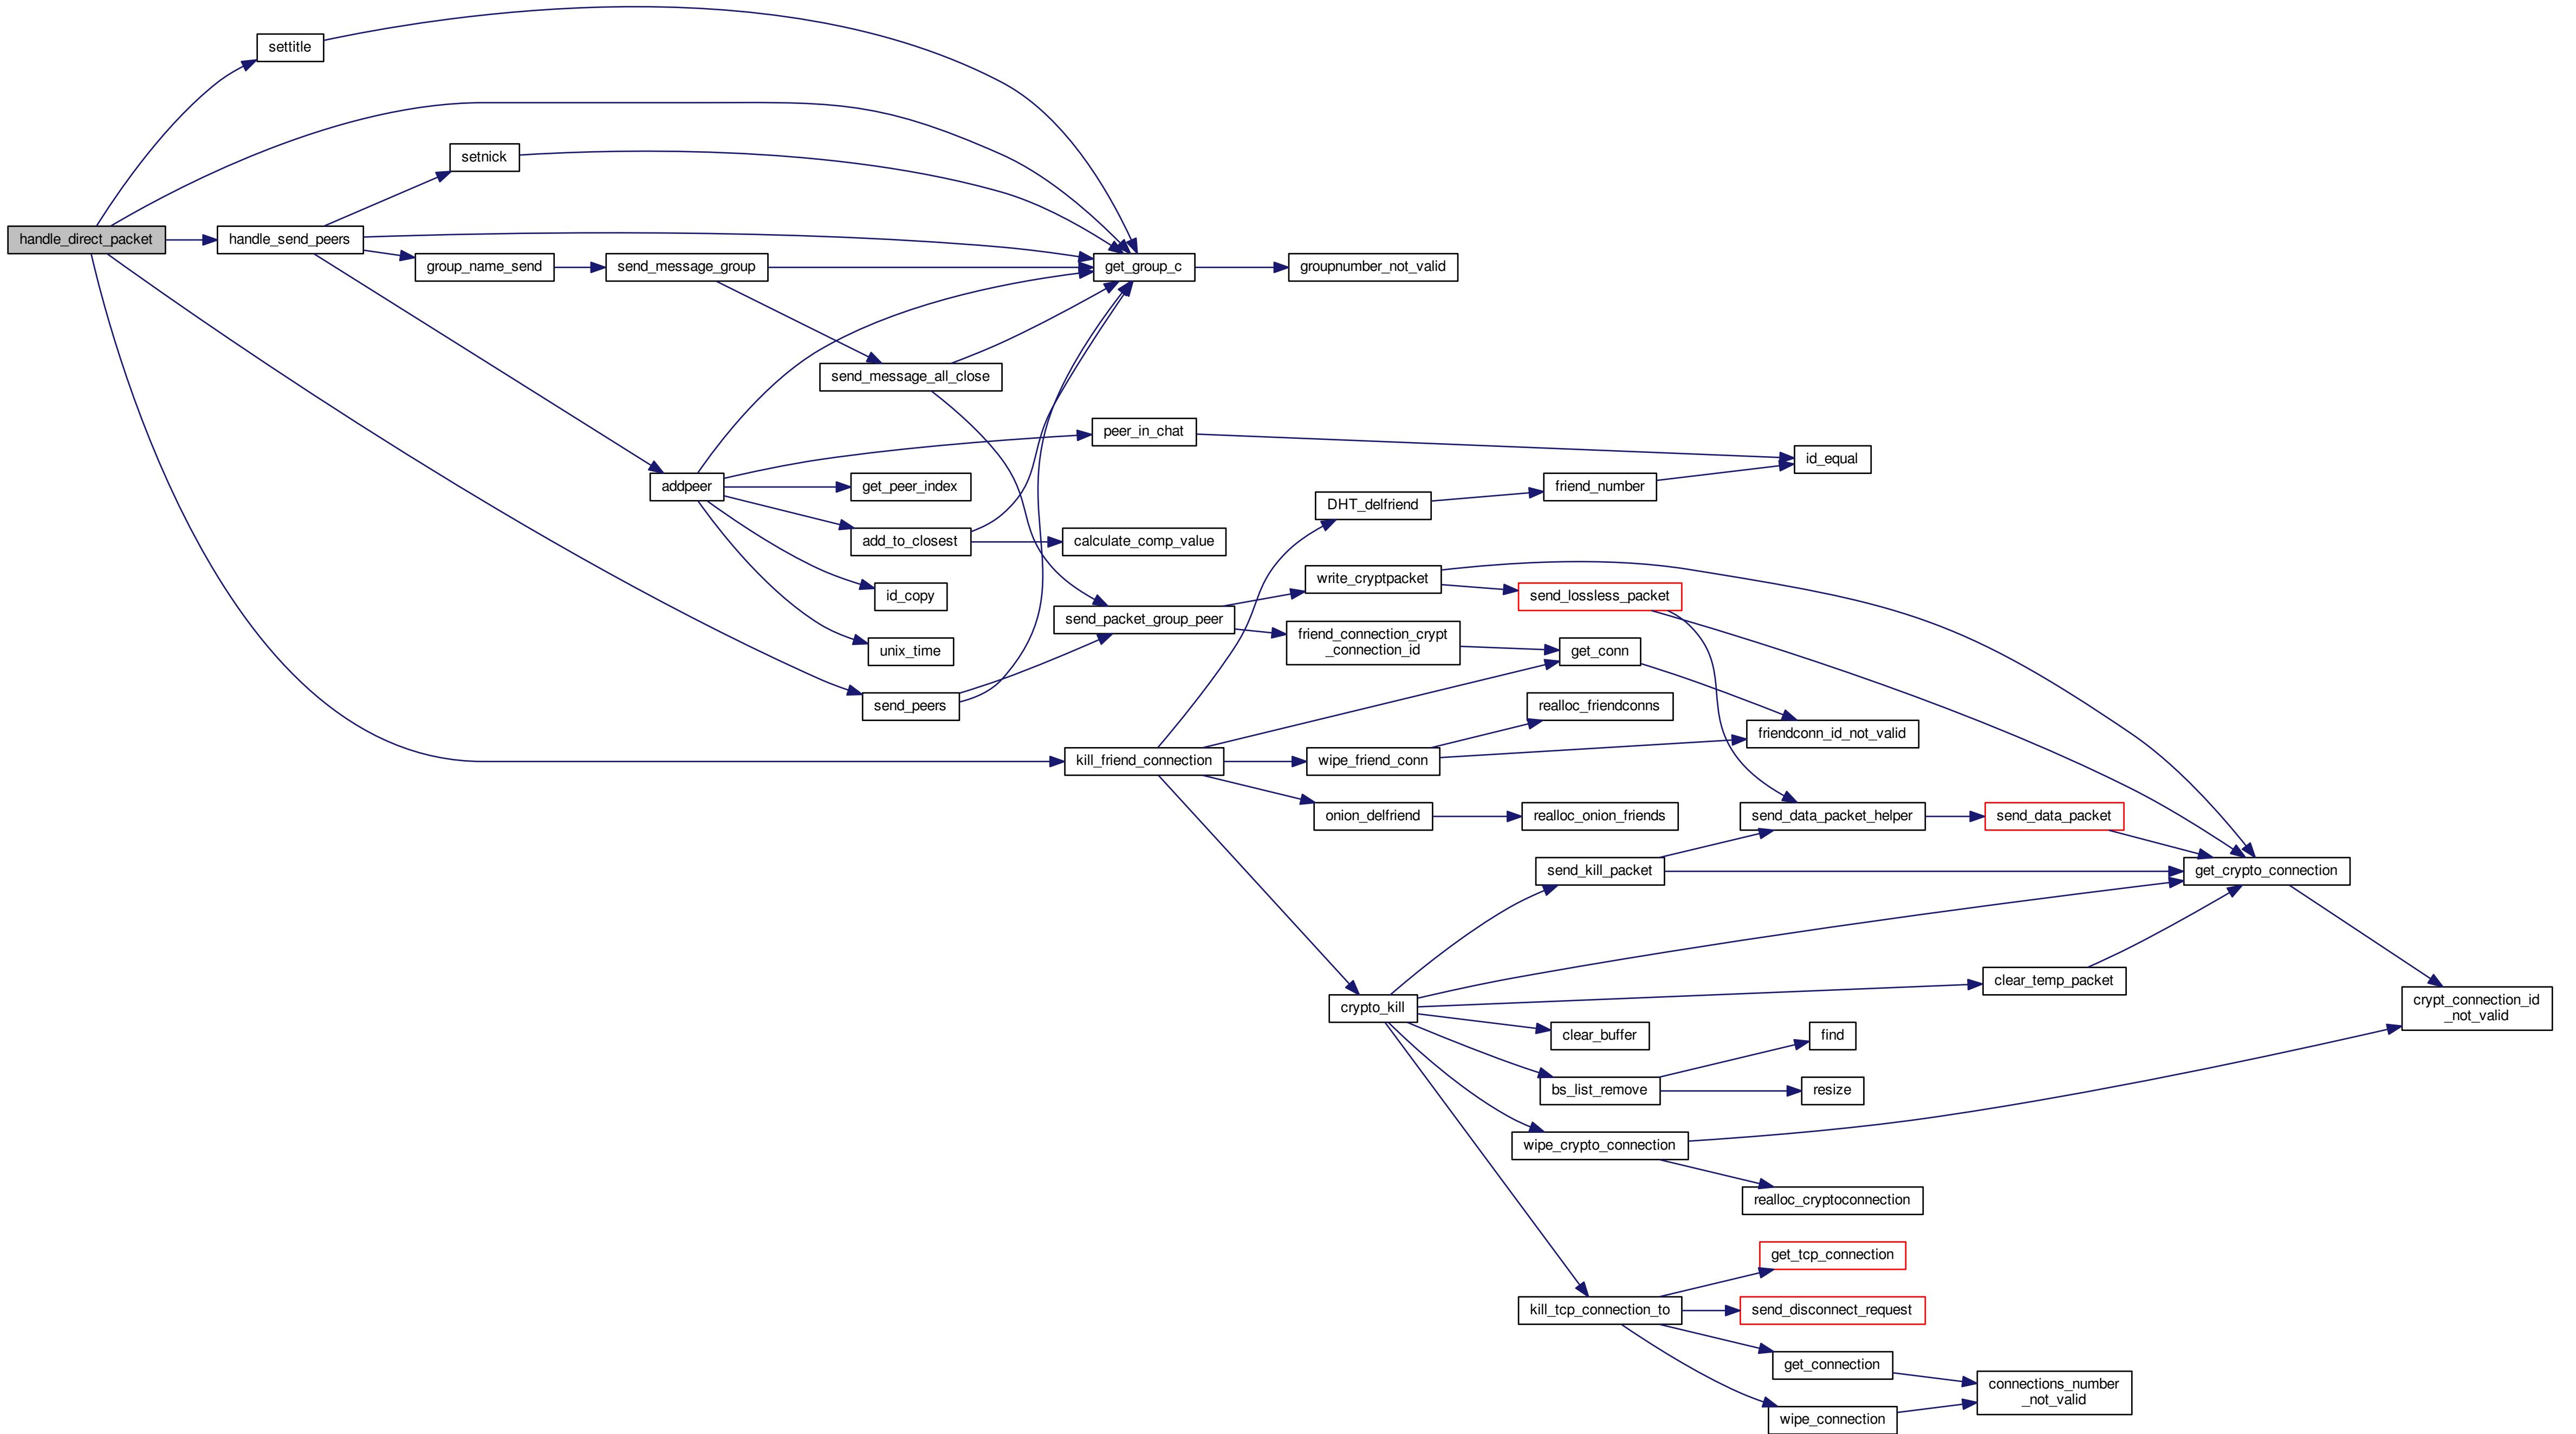 settitle
setnick
handle_direct_packet
handle_send_peers
group_name_send
send_message_group
get_group_c
groupnumber_not_valid
send_message_all_close
peer_in_chat
id_equal
addpeer
get_peer_index
friend_number
DHT_delfriend
add_to_closest
calculate_comp_value
write_cryptpacket
id_copy
send_lossless_packet
send_packet_group_peer
friend_connection_crypt
_connection_id
unix_time
get_conn
send_peers
realloc_friendconns
friendconn_id_not_valid
kill_friend_connection
wipe_friend_conn
onion_delfriend
realloc_onion_friends
send_data_packet_helper
send_data_packet
send_kill_packet
get_crypto_connection
clear_temp_packet
crypto_kill
crypt_connection_id
_not_valid
clear_buffer
find
bs_list_remove
resize
wipe_crypto_connection
realloc_cryptoconnection
get_tcp_connection
kill_tcp_connection_to
send_disconnect_request
get_connection
connections_number
_not_valid
wipe_connection